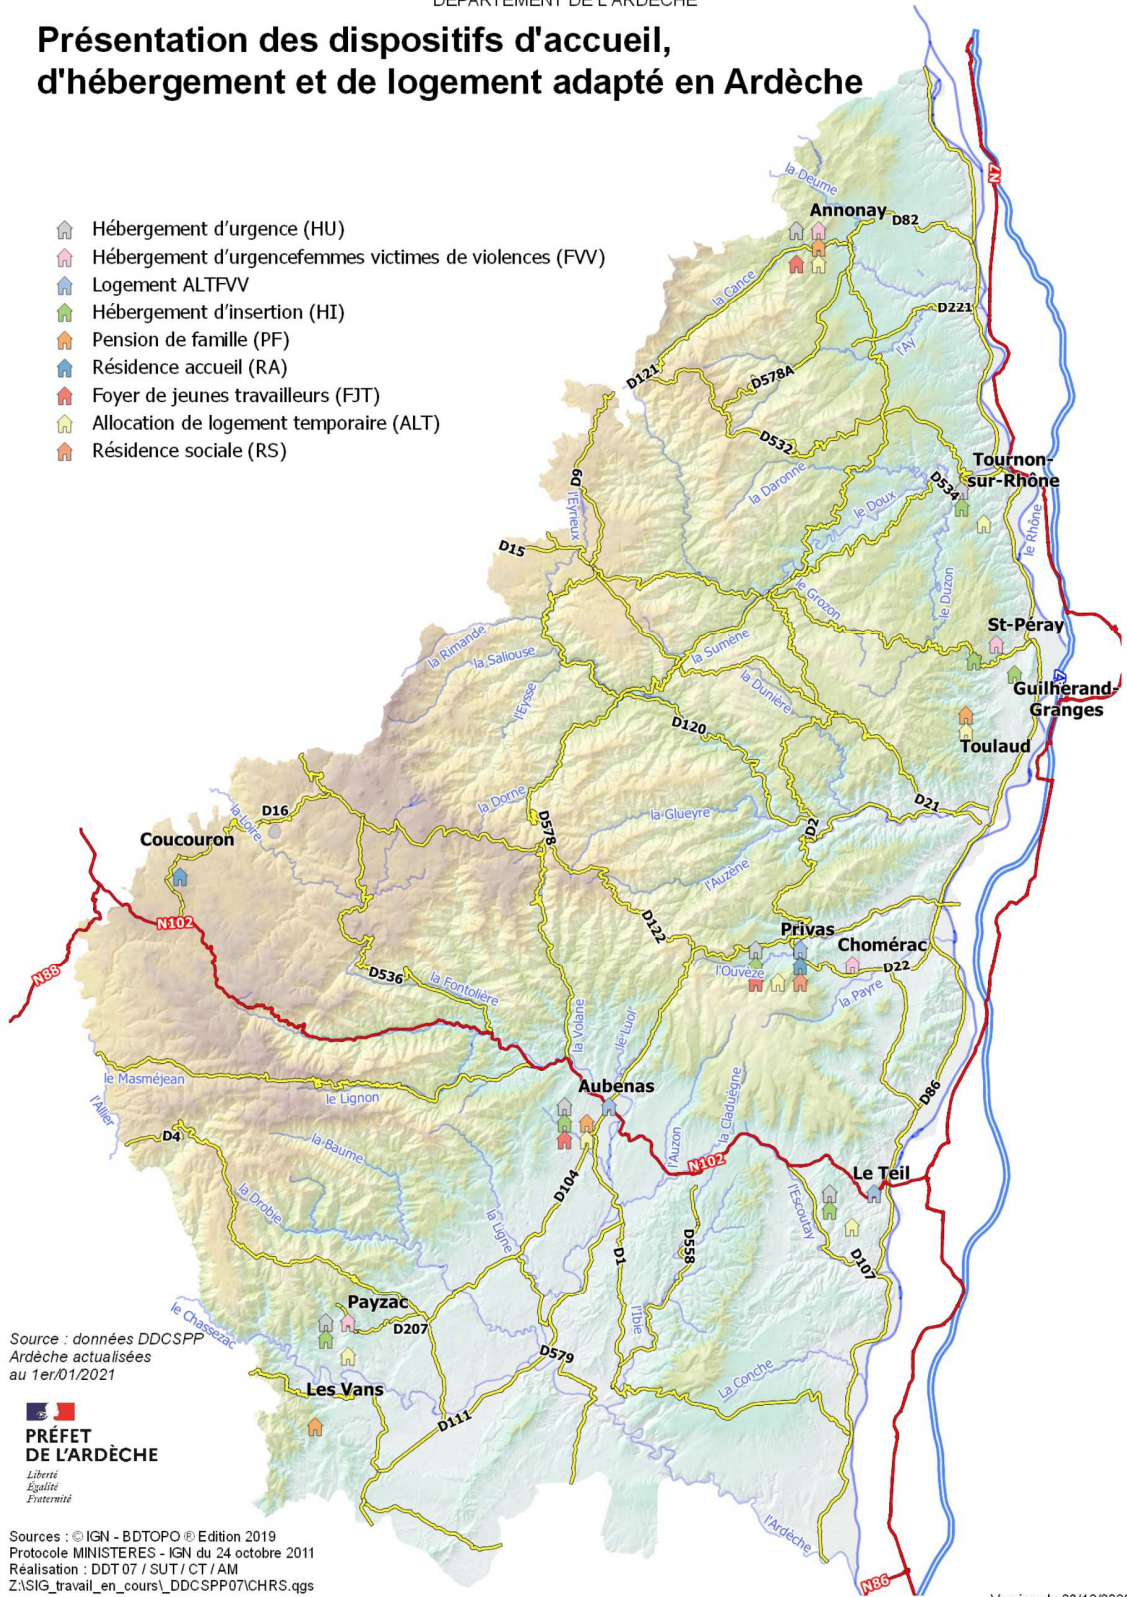 DÉPARTEMENT DE L'ARDÈCHE
Présentation des dispositifs d'accueil,
d'hébergement et de logement adapté en Ardèche
Hébergement d'urgence (HU)
Hébergement d'urgencefemmes victimes de violences (FVV)
Logement ALTFVV
Hébergement d'insertion (HI)
Pension de famille (PF)
Résidence accueil (RA)
Foyer de jeunes travailleurs (FJT)
Allocation de logement temporaire (ALT)
Résidence sociale (RS)
la Deume
Annonay
D82
N7
la Cance
D221
l'Ay
D121
D578A
D532
Tournon-
sur-Rhône
D9
la Daronne
D534
l'Eyrieux
le Doux
le Rhône
D15
le Duzon
le Grozon
St-Péray
la Rimande
la Sumène
la Saliouse
la Dunière
l'Eysse
Guilherand-
Granges
D120
Toulaud
la Dorne
D21
la Loire
D16
D578
la Glueyre
D2
Coucouron
l'Auzène
N102
D122
Privas
Chomérac
N88
D536
la Fontolière
l'Ouvèze
D22
la Payre
la Volane
le Luol
le Masméjean
Aubenas
la Claduègne
le Lignon
D86
l'Allier
D4
la Baume
l'Auzon
N102
Le Teil
la Drobie
D104
l'Escoutay
la Ligne
D1
D558
D107
Payzac
le Chassezac
D207
l'Ibie
D579
La Conche
Les Vans
D111
l'Ardèche
N86
Source : données DDCSPP
Ardèche actualisées
au 1er/01/2021
PRÉFET
DE L'ARDÈCHE
Liberté
Égalité
Fraternité
Sources : © IGN - BDTOPO ® Edition 2019
Protocole MINISTERES - IGN du 24 octobre 2011
Réalisation : DDT 07 / SUT / CT / AM
Z:\SIG_travail_en_cours\_DDCSPP07\CHRS.qgs